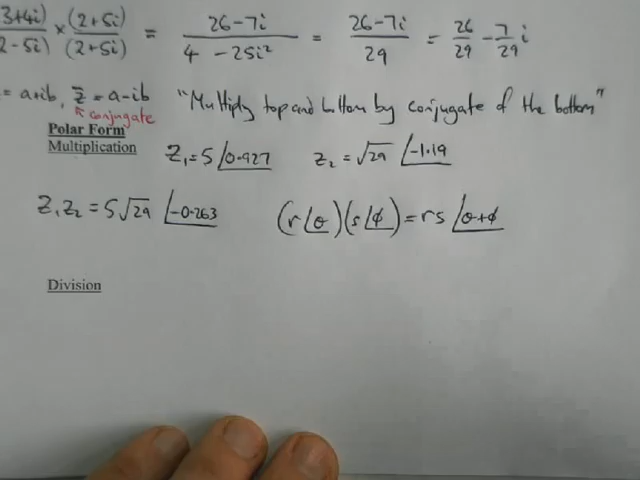 3+4i) × (2+5i) = 26-7i = 26-7i = 26 - 7 i
2-5i) (2+5i) 4 - 25i² 29 29 29
= a+ib, z̄ = a-ib "Multiply top and bottom by conjugate of the bottom"
↖ conjugate
Polar Form
Multiplication z₁ = 5∠0.927 z₂ = √29 ∠-1.19
z₁z₂ = 5√29 ∠-0.263 (r∠θ)(s∠ϕ) = rs ∠θ+ϕ
Division